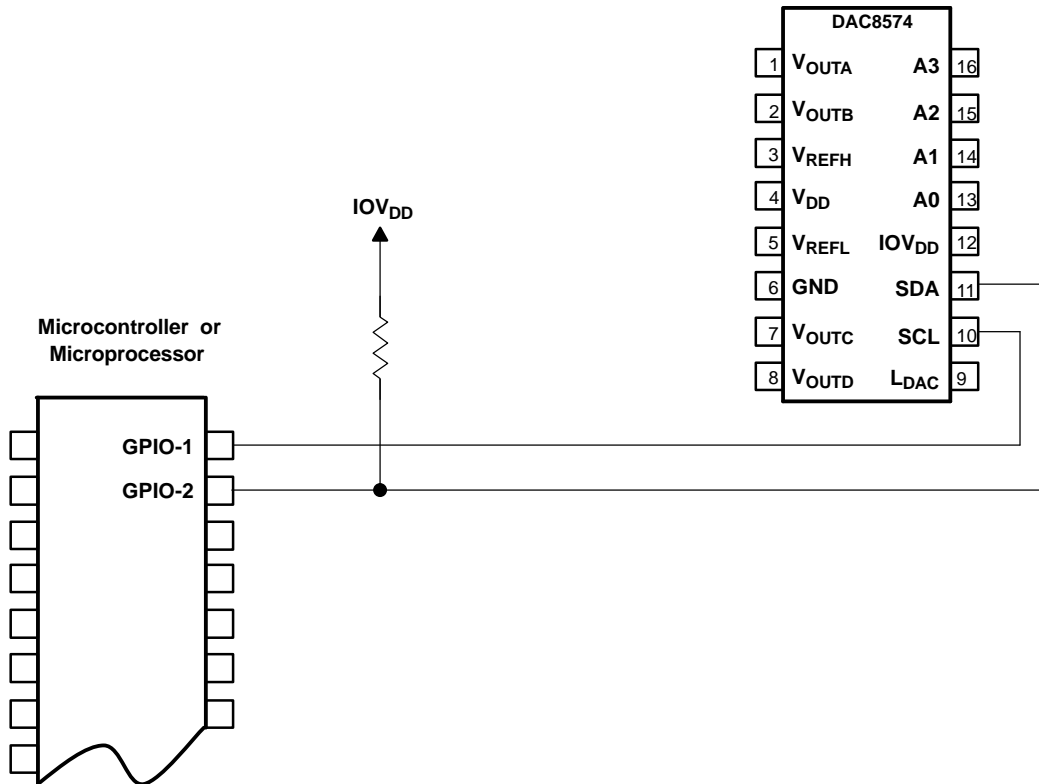 DAC8574
1 VOUTA A3 16
2 VOUTB A2 15
3 VREFH A1 14
4 VDD A0 13
5 VREFL IOVDD 12
6 GND SDA 11
7 VOUTC SCL 10
8 VOUTD LDAC 9
IOVDD
Microcontroller or
Microprocessor
GPIO-1
GPIO-2